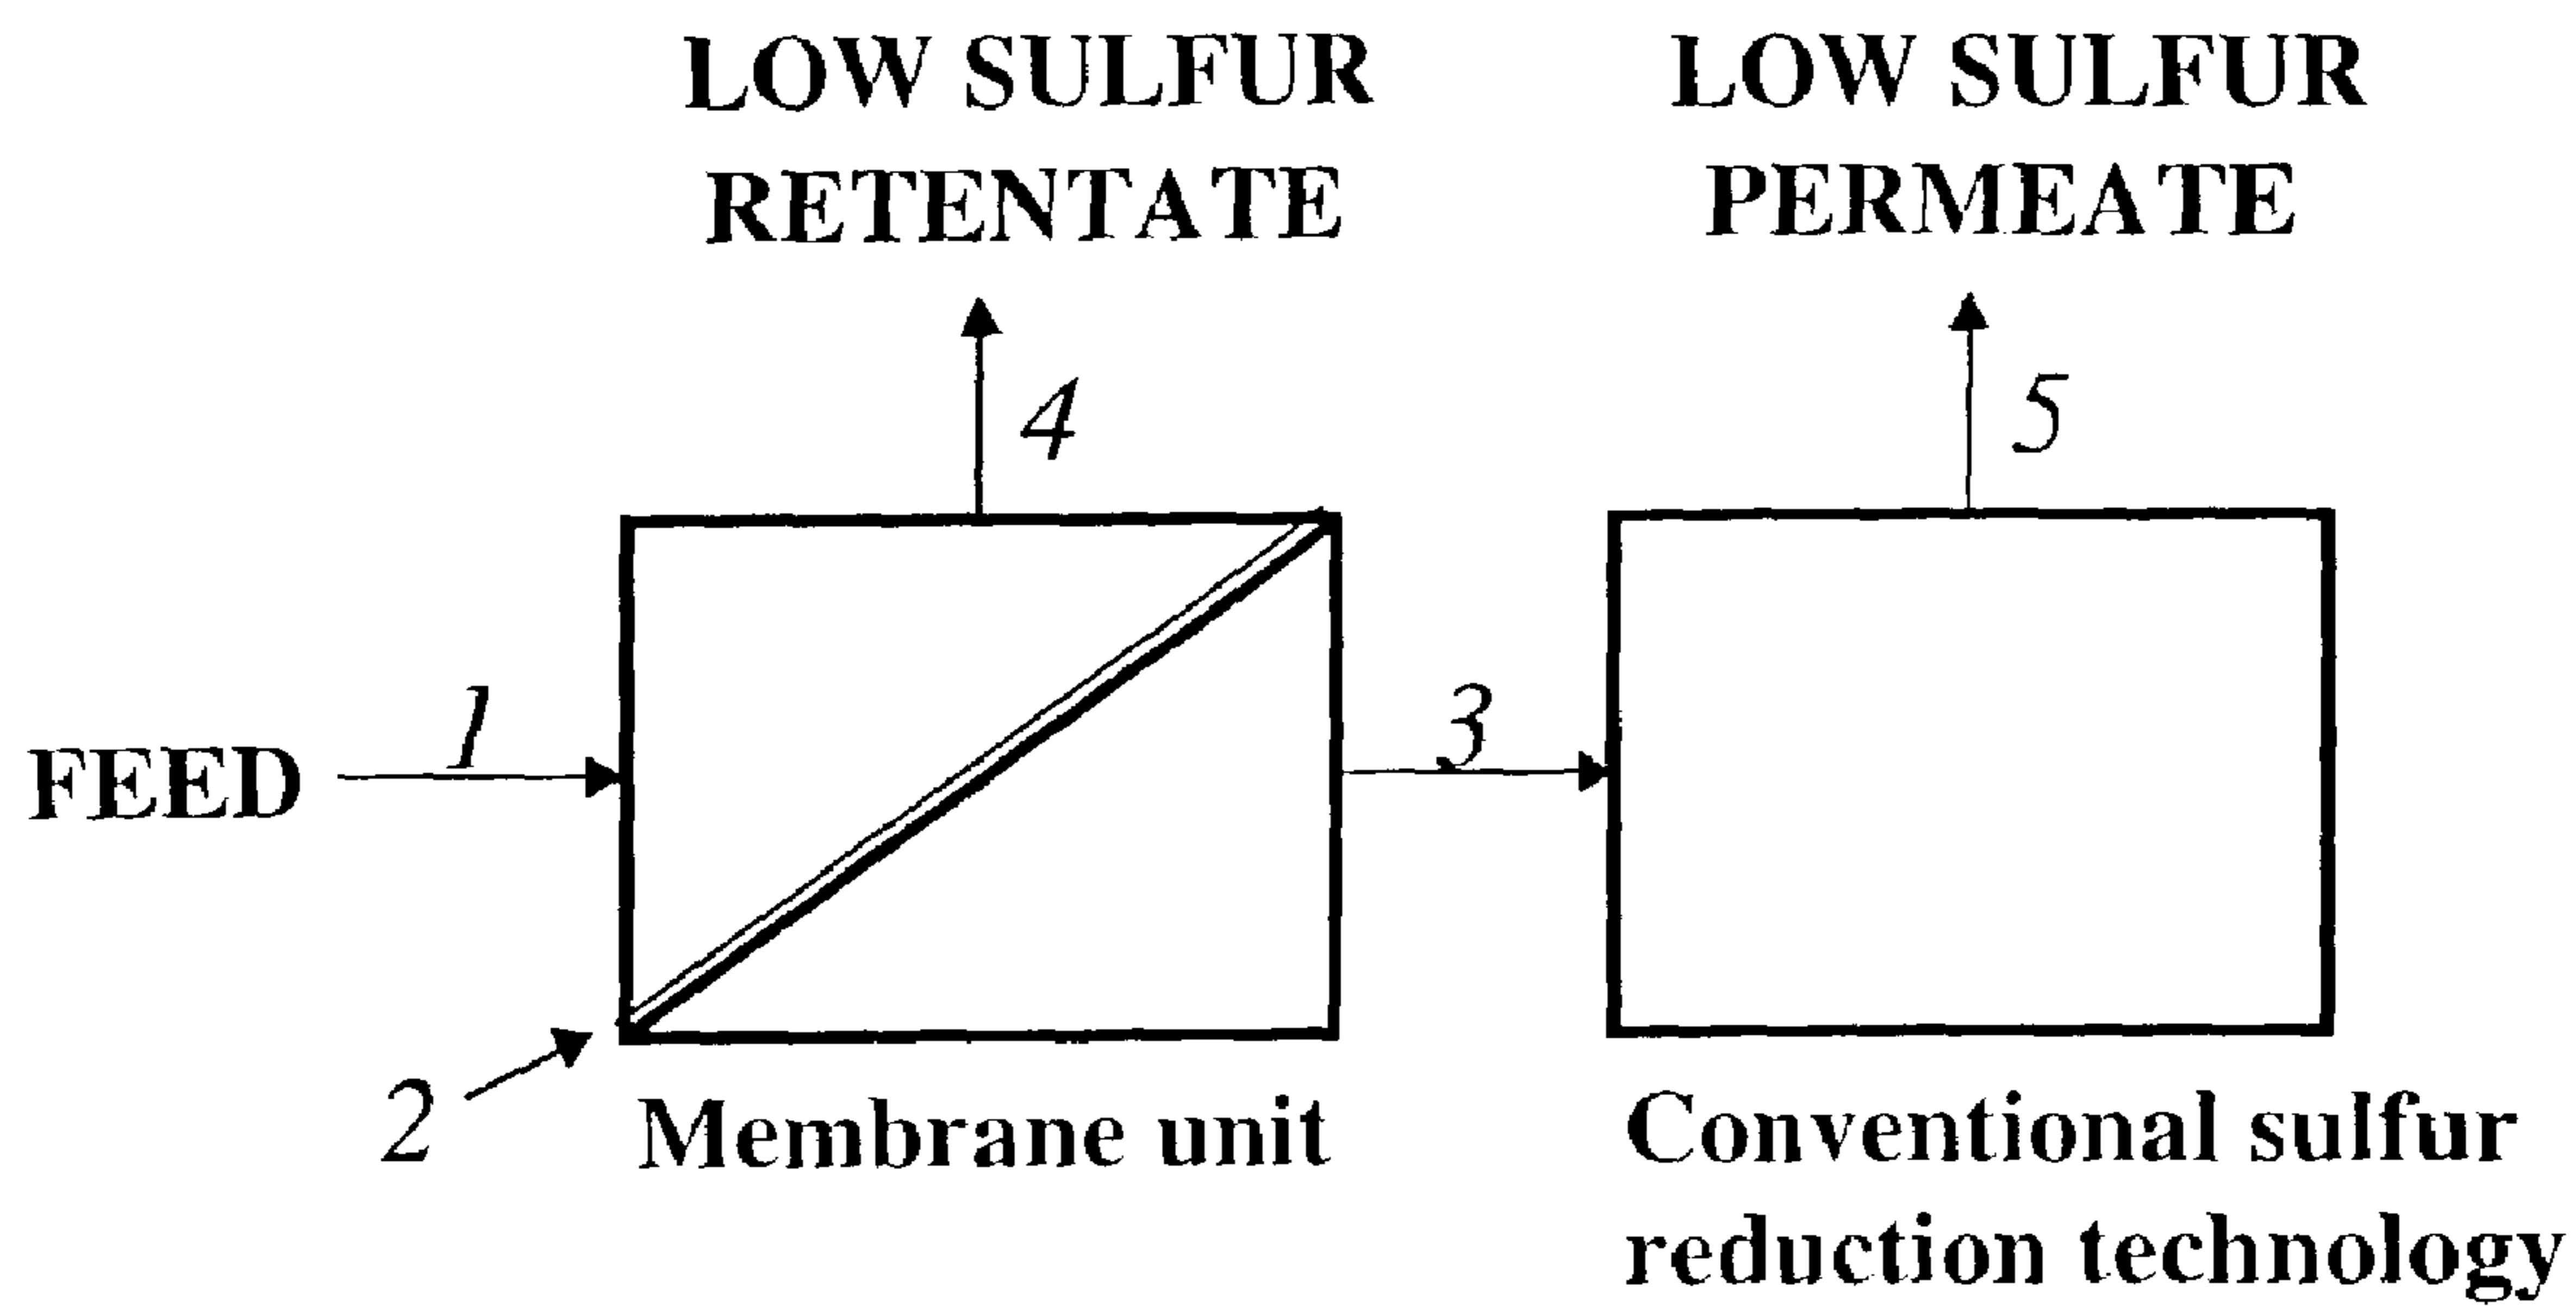 LOW SULFUR
RETENTATE
LOW SULFUR
PERMEATE
4
5
FEED
1
3
2
Membrane unit
Conventional sulfur
reduction technology